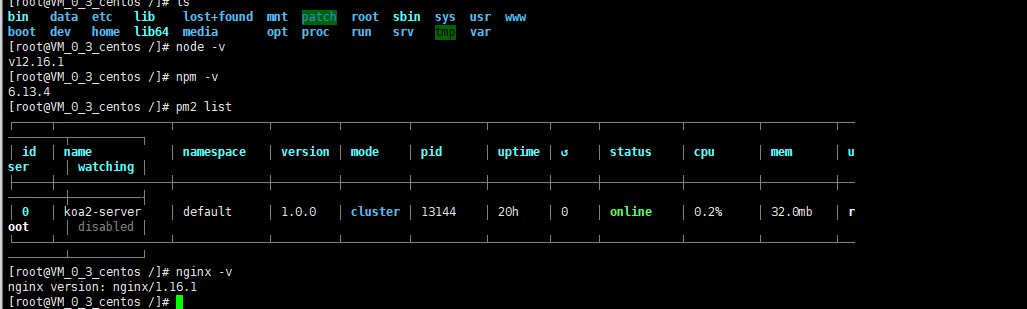 [root@VM_0_3_centos /]# ls
bin data etc lib lost+found mnt patch root sbin sys usr www
boot dev home lib64 media opt proc run srv tmp var
[root@VM_0_3_centos /]# node -v
v12.16.1
[root@VM_0_3_centos /]# npm -v
6.13.4
[root@VM_0_3_centos /]# pm2 list
│ id │ name │ namespace │ version │ mode │ pid │ uptime │ ↺ │ status │ cpu │ mem │ u
ser │ watching │
│ 0 │ koa2-server │ default │ 1.0.0 │ cluster │ 13144 │ 20h │ 0 │ online │ 0.2% │ 32.0mb │ r
oot │ disabled │
[root@VM_0_3_centos /]# nginx -v
nginx version: nginx/1.16.1
[root@VM_0_3_centos /]#